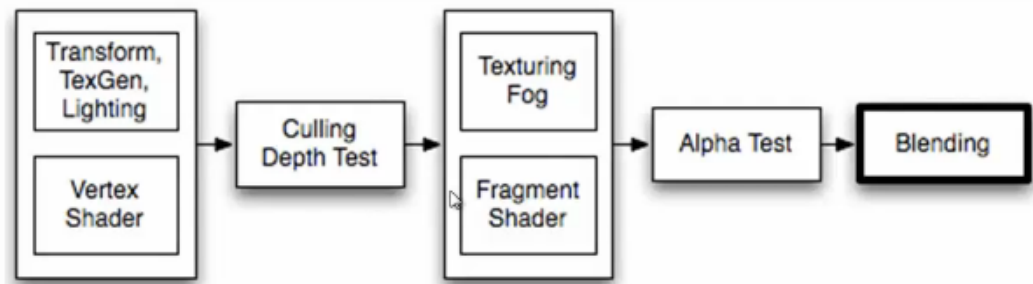 Transform,
TexGen,
Lighting
Vertex
Shader
Culling
Depth Test
Texturing
Fog
Fragment
Shader
Alpha Test
Blending